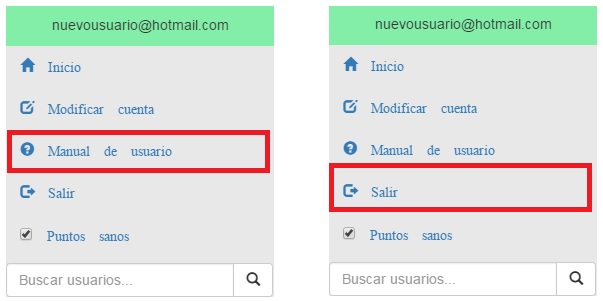 nuevousuario@hotmail.com
Inicio
Modificar cuenta
Manual de usuario
Salir
Puntos sanos
Buscar usuarios...
nuevousuario@hotmail.com
Inicio
Modificar cuenta
Manual de usuario
Salir
Puntos sanos
Buscar usuarios...